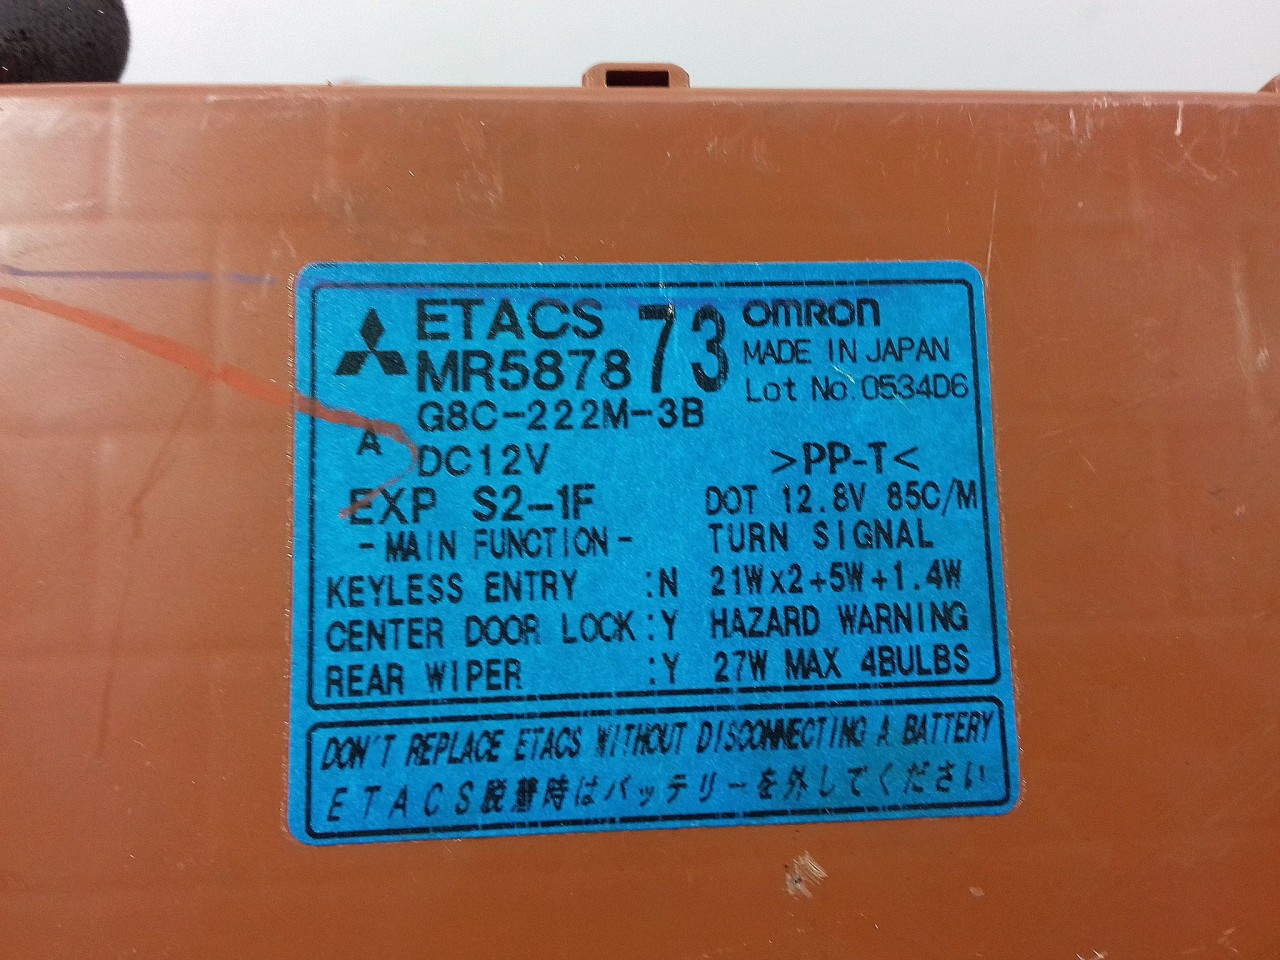 ETACS 73 OMRON
MR5878 MADE IN JAPAN
G8C-222M-3B Lot No.0534D6
A DC12V >PP-T<
EXP S2-1F DOT 12.8V 85C/M
-MAIN FUNCTION- TURN SIGNAL
KEYLESS ENTRY :N 21Wx2+5W+1.4W
CENTER DOOR LOCK:Y HAZARD WARNING
REAR WIPER :Y 27W MAX 4BULBS
DON'T REPLACE ETACS WITHOUT DISCONNECTING A BATTERY
ETACS脱着時はバッテリーを外してください